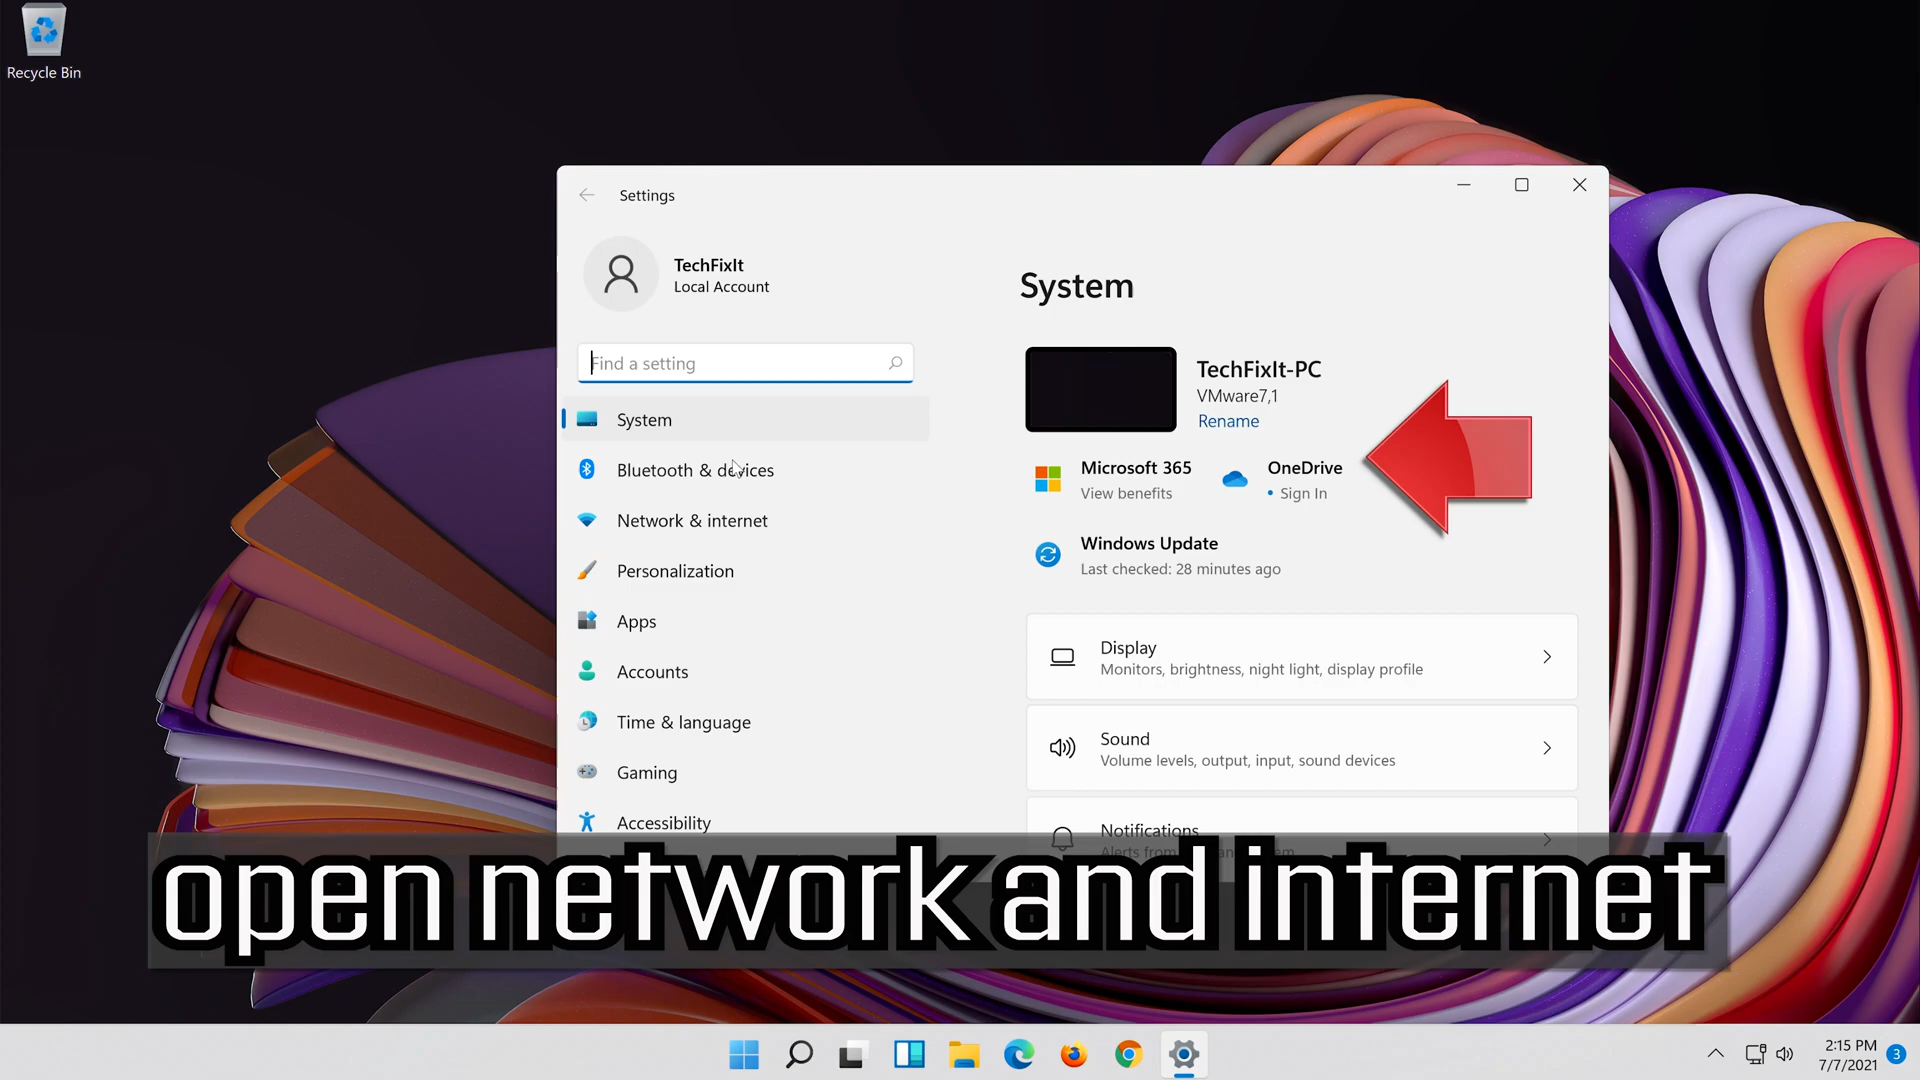 Recycle Bin
Settings
TechFixIt
Local Account
Find a setting
System
Bluetooth & devices
Network & internet
Personalization
Apps
Accounts
Time & language
Gaming
Accessibility
System
TechFixIt-PC
VMware7,1
Rename
Microsoft 365
View benefits
OneDrive
• Sign In
Windows Update
Last checked: 28 minutes ago
Display
Monitors, brightness, night light, display profile
Sound
Volume levels, output, input, sound devices
Notifications
Alerts from
open network and internet
2:15 PM
7/7/2021
3